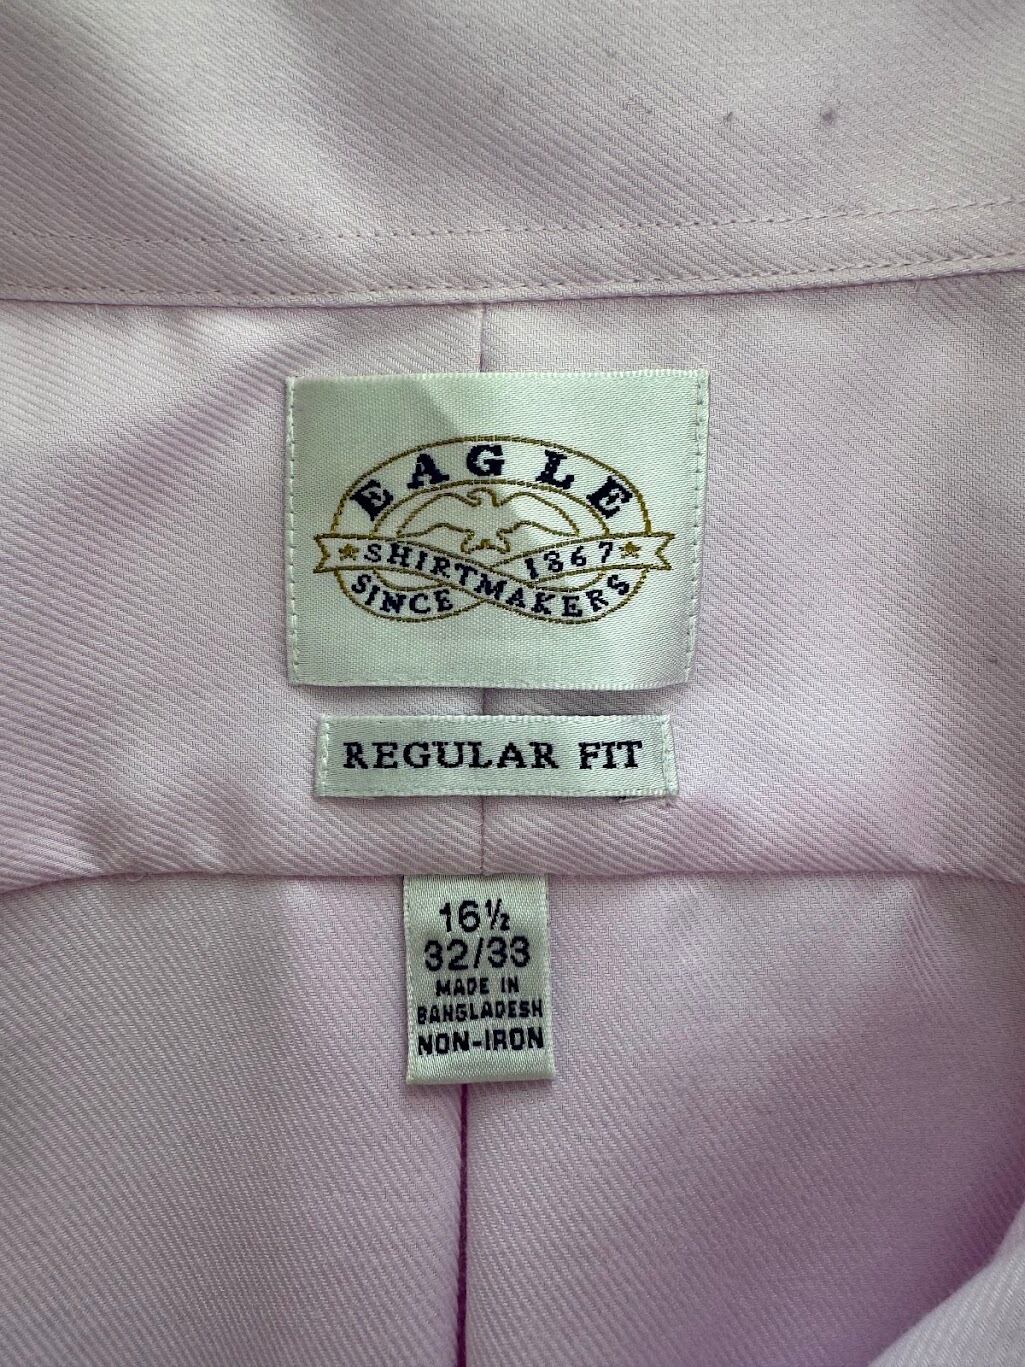 EAGLE
SHIRTMAKERS
SINCE 1867
REGULAR FIT
16½
32/33
MADE IN
BANGLADESH
NON-IRON